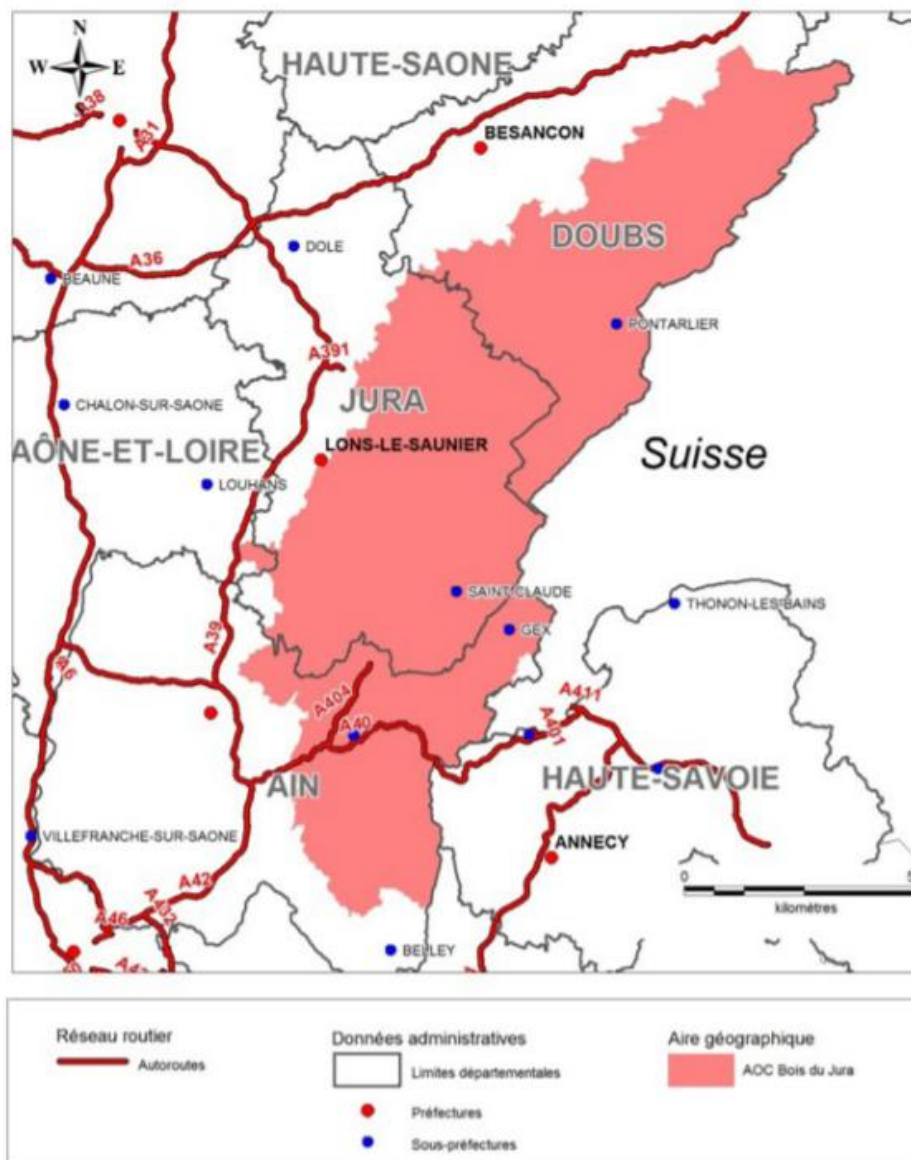 N
HAUTE-SAONE
W E
A38
A31
BESANCON
DOUBS
DOLE
A36
BEAUNE
PONTARLIER
A391
JURA
CHALON-SUR-SAONE
LONS-LE-SAUNIER
AÔNE-ET-LOIRE
Suisse
LOUHANS
SAINT-CLAUDE
THONON-LES-BAINS
GEX
A39
A6
A404
A411
A40
A401
HAUTE-SAVOIE
AIN
VILLEFRANCHE-SUR-SAONE
ANNECY
A42
0 5
A432
A46
kilomètres
BELLEY
Réseau routier
Autoroutes
Données administratives
Limites départementales
Préfectures
Sous-préfectures
Aire géographique
AOC Bois du Jura